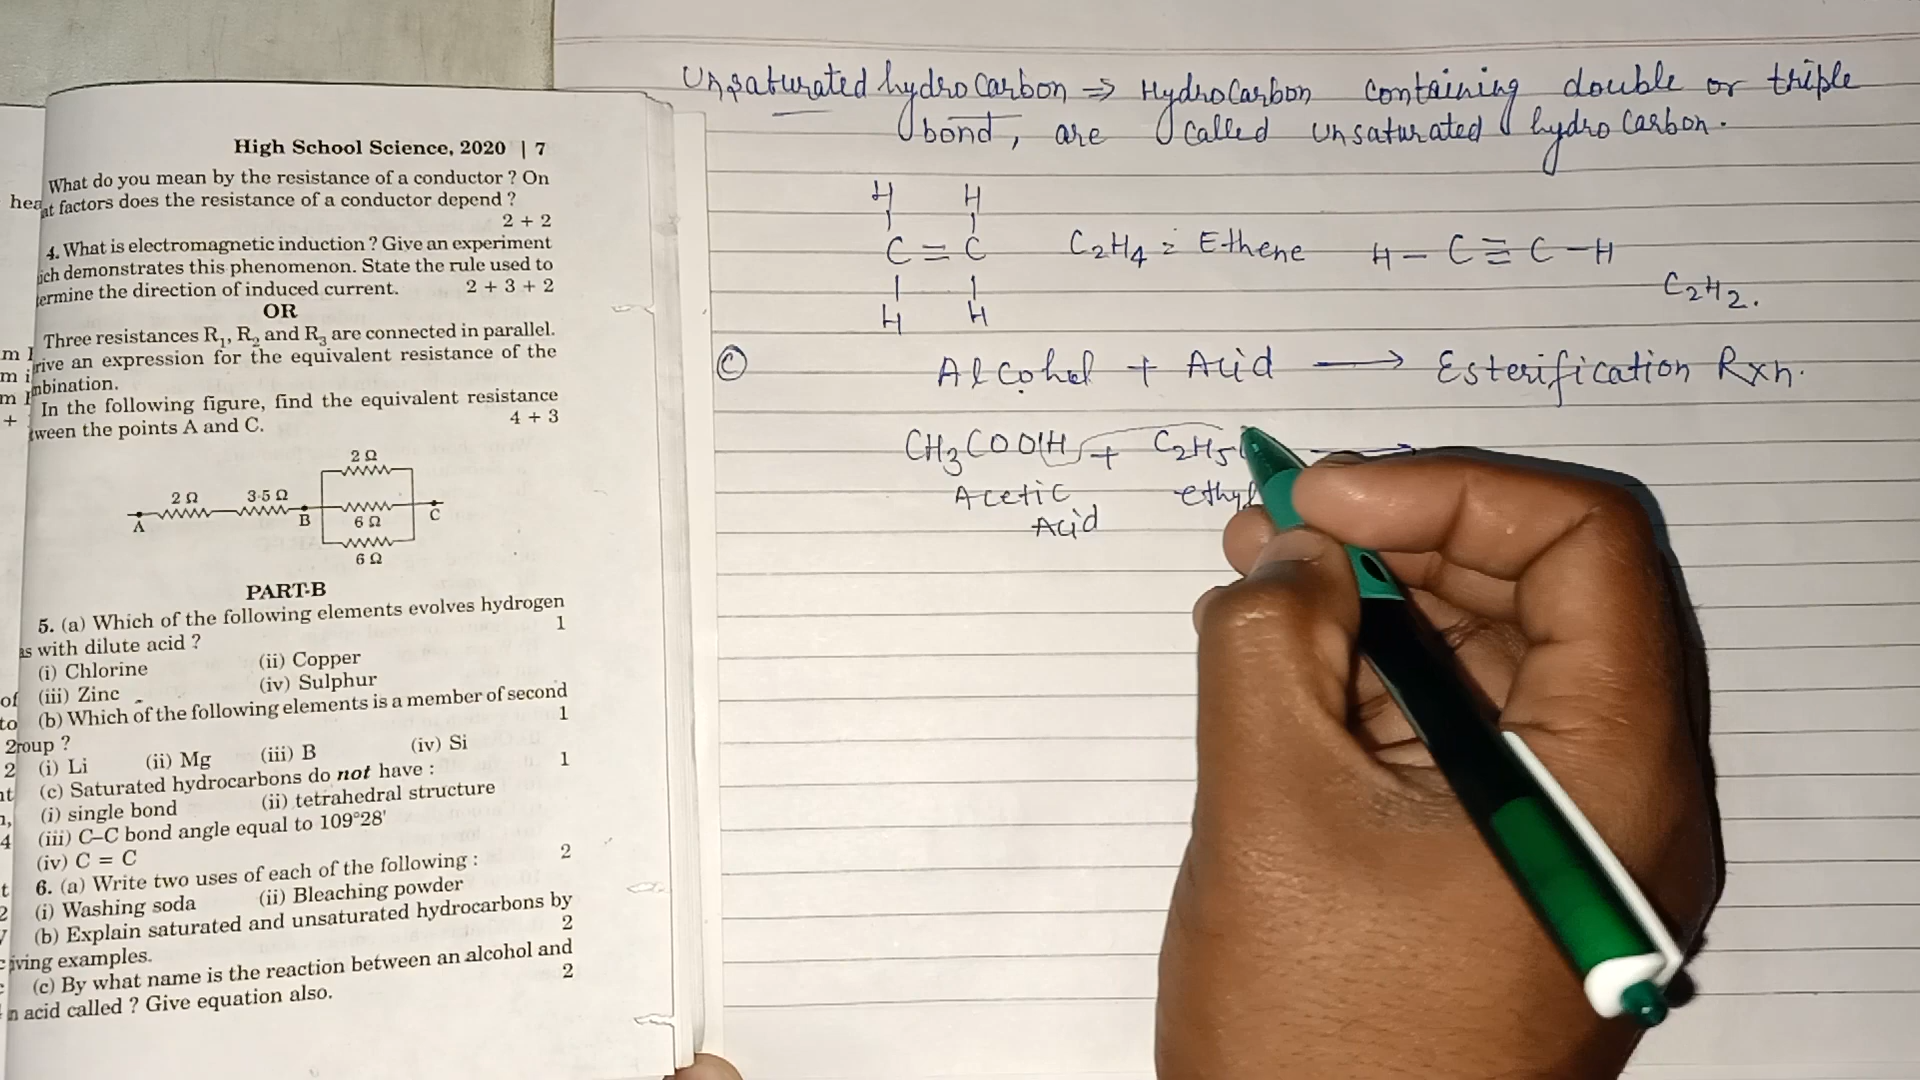 High School Science, 2020 | 7
What do you mean by the resistance of a conductor ? On
hea
at factors does the resistance of a conductor depend ?
2 + 2
4. What is electromagnetic induction ? Give an experiment
ich demonstrates this phenomenon. State the rule used to
ermine the direction of induced current. 2 + 3 + 2
OR
Three resistances R₁, R₂ and R₃ are connected in parallel.
rive an expression for the equivalent resistance of the
mbination.
In the following figure, find the equivalent resistance
tween the points A and C. 4 + 3
2 Ω
2 Ω 3·5 Ω
A B 6 Ω C
6 Ω
PART-B
5. (a) Which of the following elements evolves hydrogen
as with dilute acid ? 1
(i) Chlorine (ii) Copper
(iii) Zinc (iv) Sulphur
(b) Which of the following elements is a member of second
roup ? 1
(i) Li (ii) Mg (iii) B (iv) Si
(c) Saturated hydrocarbons do not have : 1
(i) single bond (ii) tetrahedral structure
(iii) C–C bond angle equal to 109°28'
(iv) C = C
6. (a) Write two uses of each of the following : 2
(i) Washing soda (ii) Bleaching powder
(b) Explain saturated and unsaturated hydrocarbons by
iving examples. 2
(c) By what name is the reaction between an alcohol and
n acid called ? Give equation also. 2
Unsaturated hydrocarbon ⇒ Hydrocarbon containing double or triple
bond, are called unsaturated hydrocarbon.
H H
C = C C₂H₄ = Ethene H – C ≡ C – H
C₂H₂.
H H
(c) Alcohol + Acid ⟶ Esterification Rxn.
CH₃COOH + C₂H₅ ⟶
Acetic ethyl
Acid